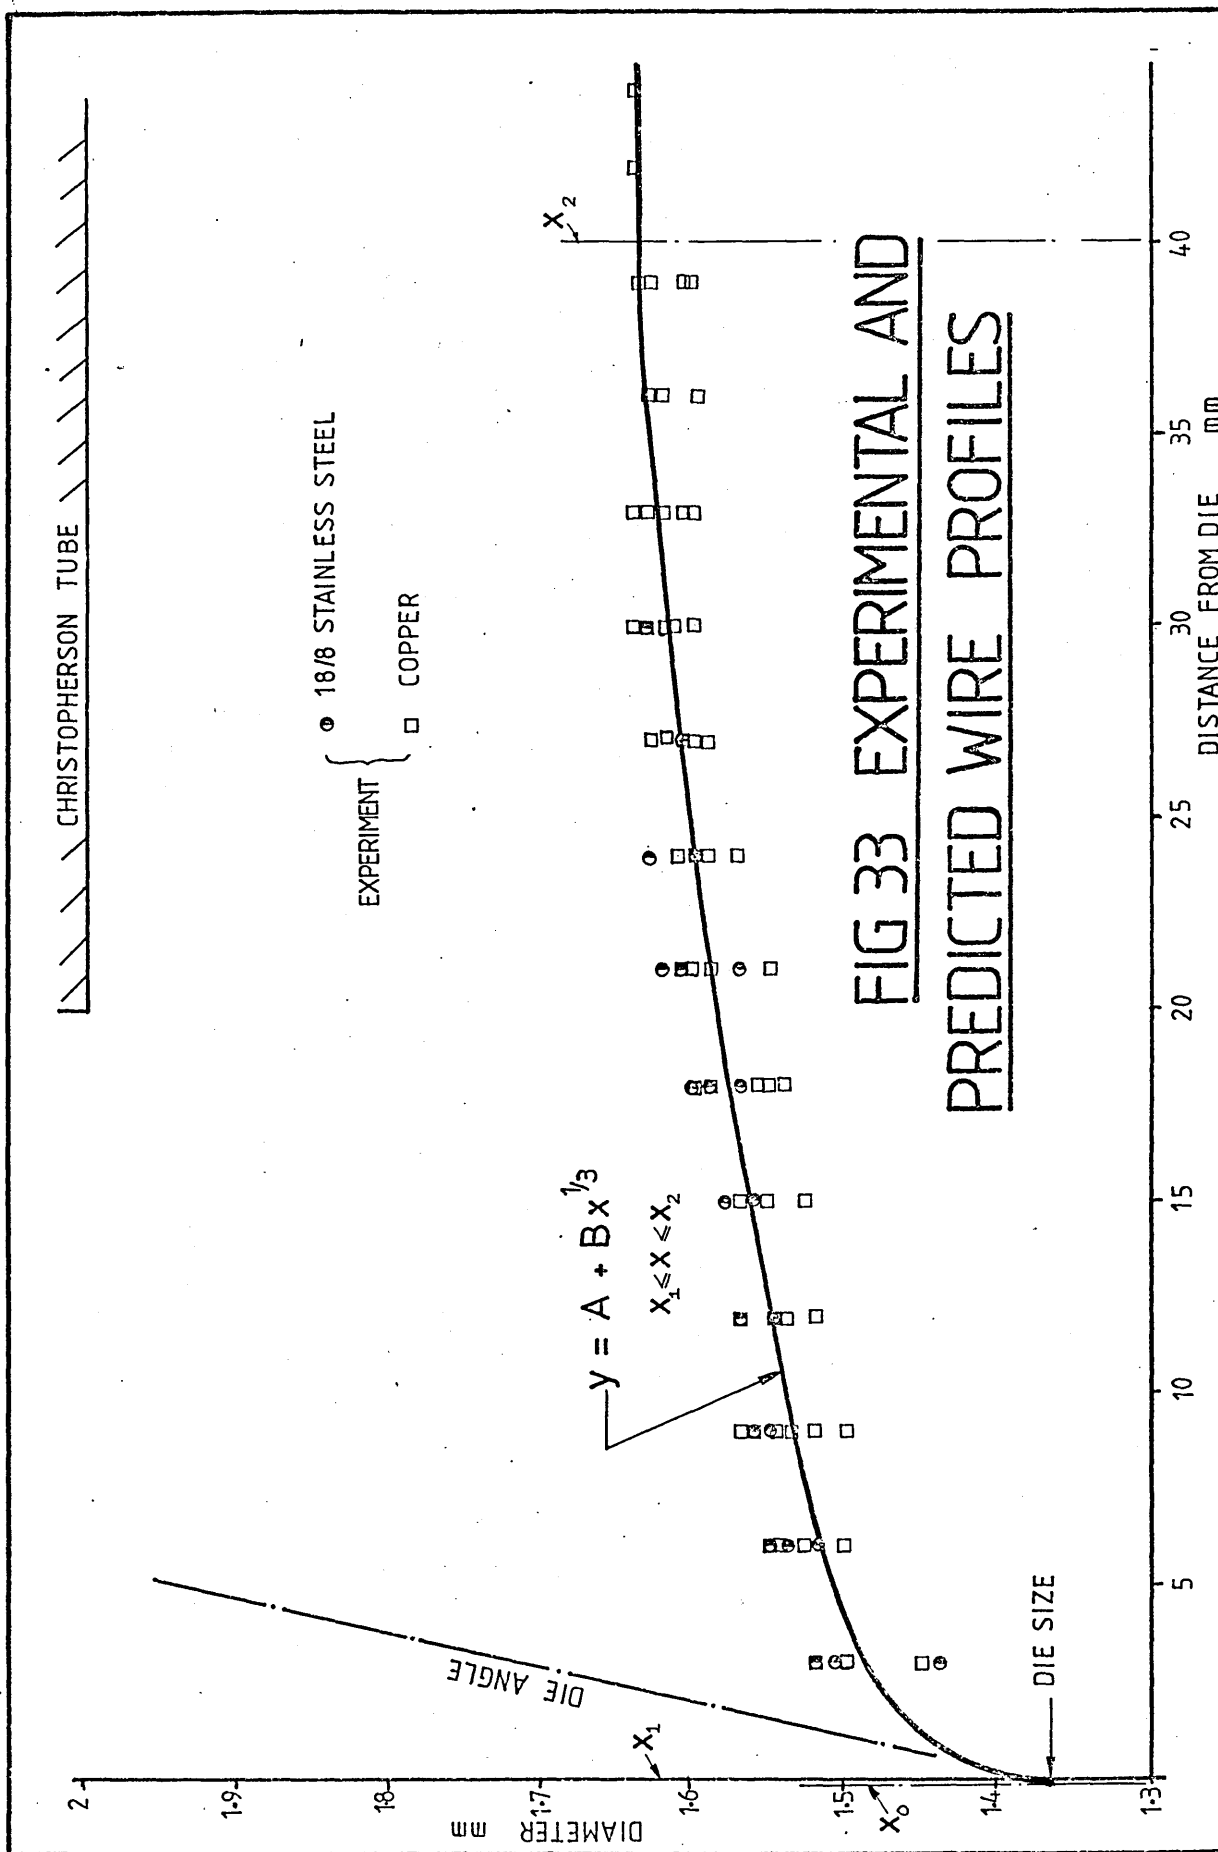 CHRISTOPHERSON TUBE
EXPERIMENT
18/8 STAINLESS STEEL
COPPER
DIE ANGLE
y = A + Bx^1/3
X₁ ≤ X ≤ X₂
X₂
X₁
X₀
DIE SIZE
DIAMETER mm
2
1·9
1·8
1·7
1·6
1·5
1·4
1·3
5
10
15
20
25
30
35
40
DISTANCE FROM DIE mm
FIG 33 EXPERIMENTAL AND
PREDICTED WIRE PROFILES